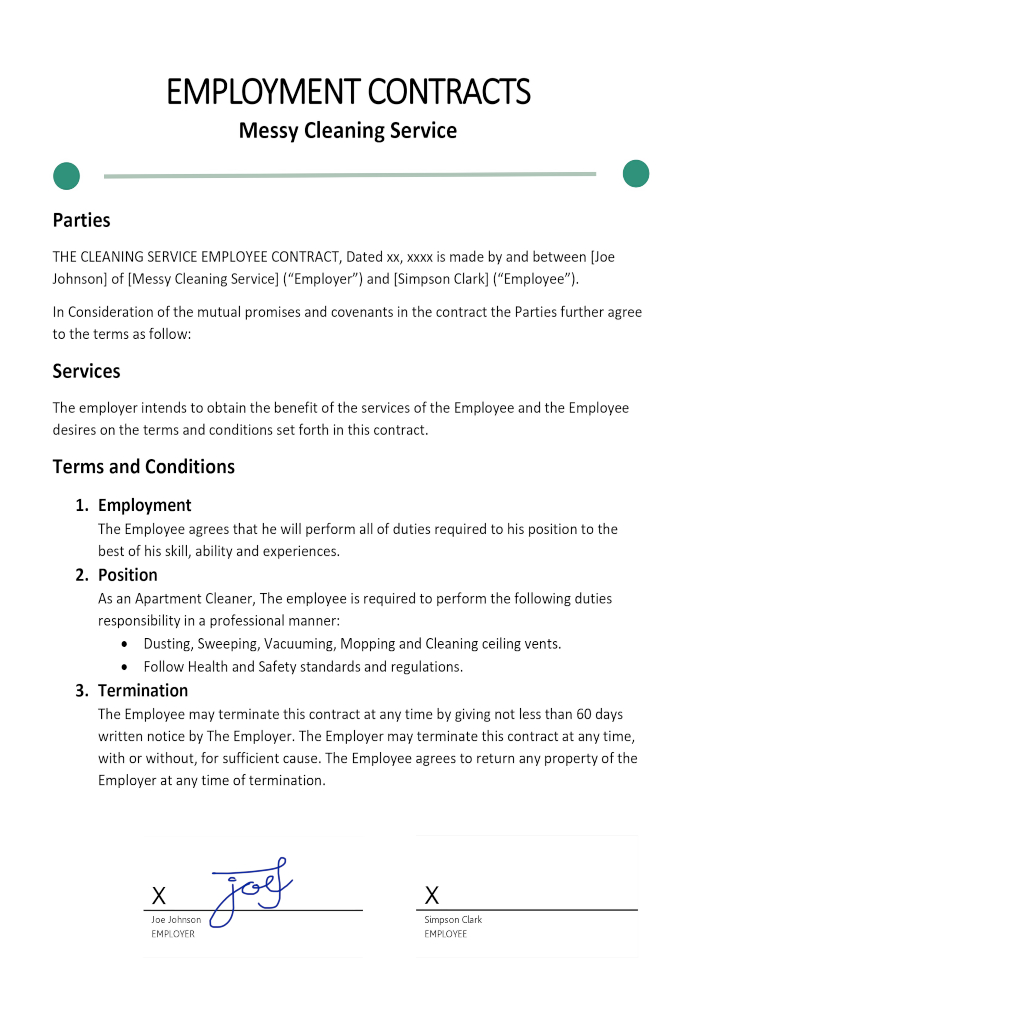 EMPLOYMENT CONTRACTS
Messy Cleaning Service
Parties
THE CLEANING SERVICE EMPLOYEE CONTRACT, Dated xx, xxxx is made by and between [Joe
Johnson] of [Messy Cleaning Service] (“Employer”) and [Simpson Clark] (“Employee”).
In Consideration of the mutual promises and covenants in the contract the Parties further agree
to the terms as follow:
Services
The employer intends to obtain the benefit of the services of the Employee and the Employee
desires on the terms and conditions set forth in this contract.
Terms and Conditions
1. Employment
The Employee agrees that he will perform all of duties required to his position to the
best of his skill, ability and experiences.
2. Position
As an Apartment Cleaner, The employee is required to perform the following duties
responsibility in a professional manner:
• Dusting, Sweeping, Vacuuming, Mopping and Cleaning ceiling vents.
• Follow Health and Safety standards and regulations.
3. Termination
The Employee may terminate this contract at any time by giving not less than 60 days
written notice by The Employer. The Employer may terminate this contract at any time,
with or without, for sufficient cause. The Employee agrees to return any property of the
Employer at any time of termination.
X joe
Joe Johnson
EMPLOYER
X
Simpson Clark
EMPLOYEE